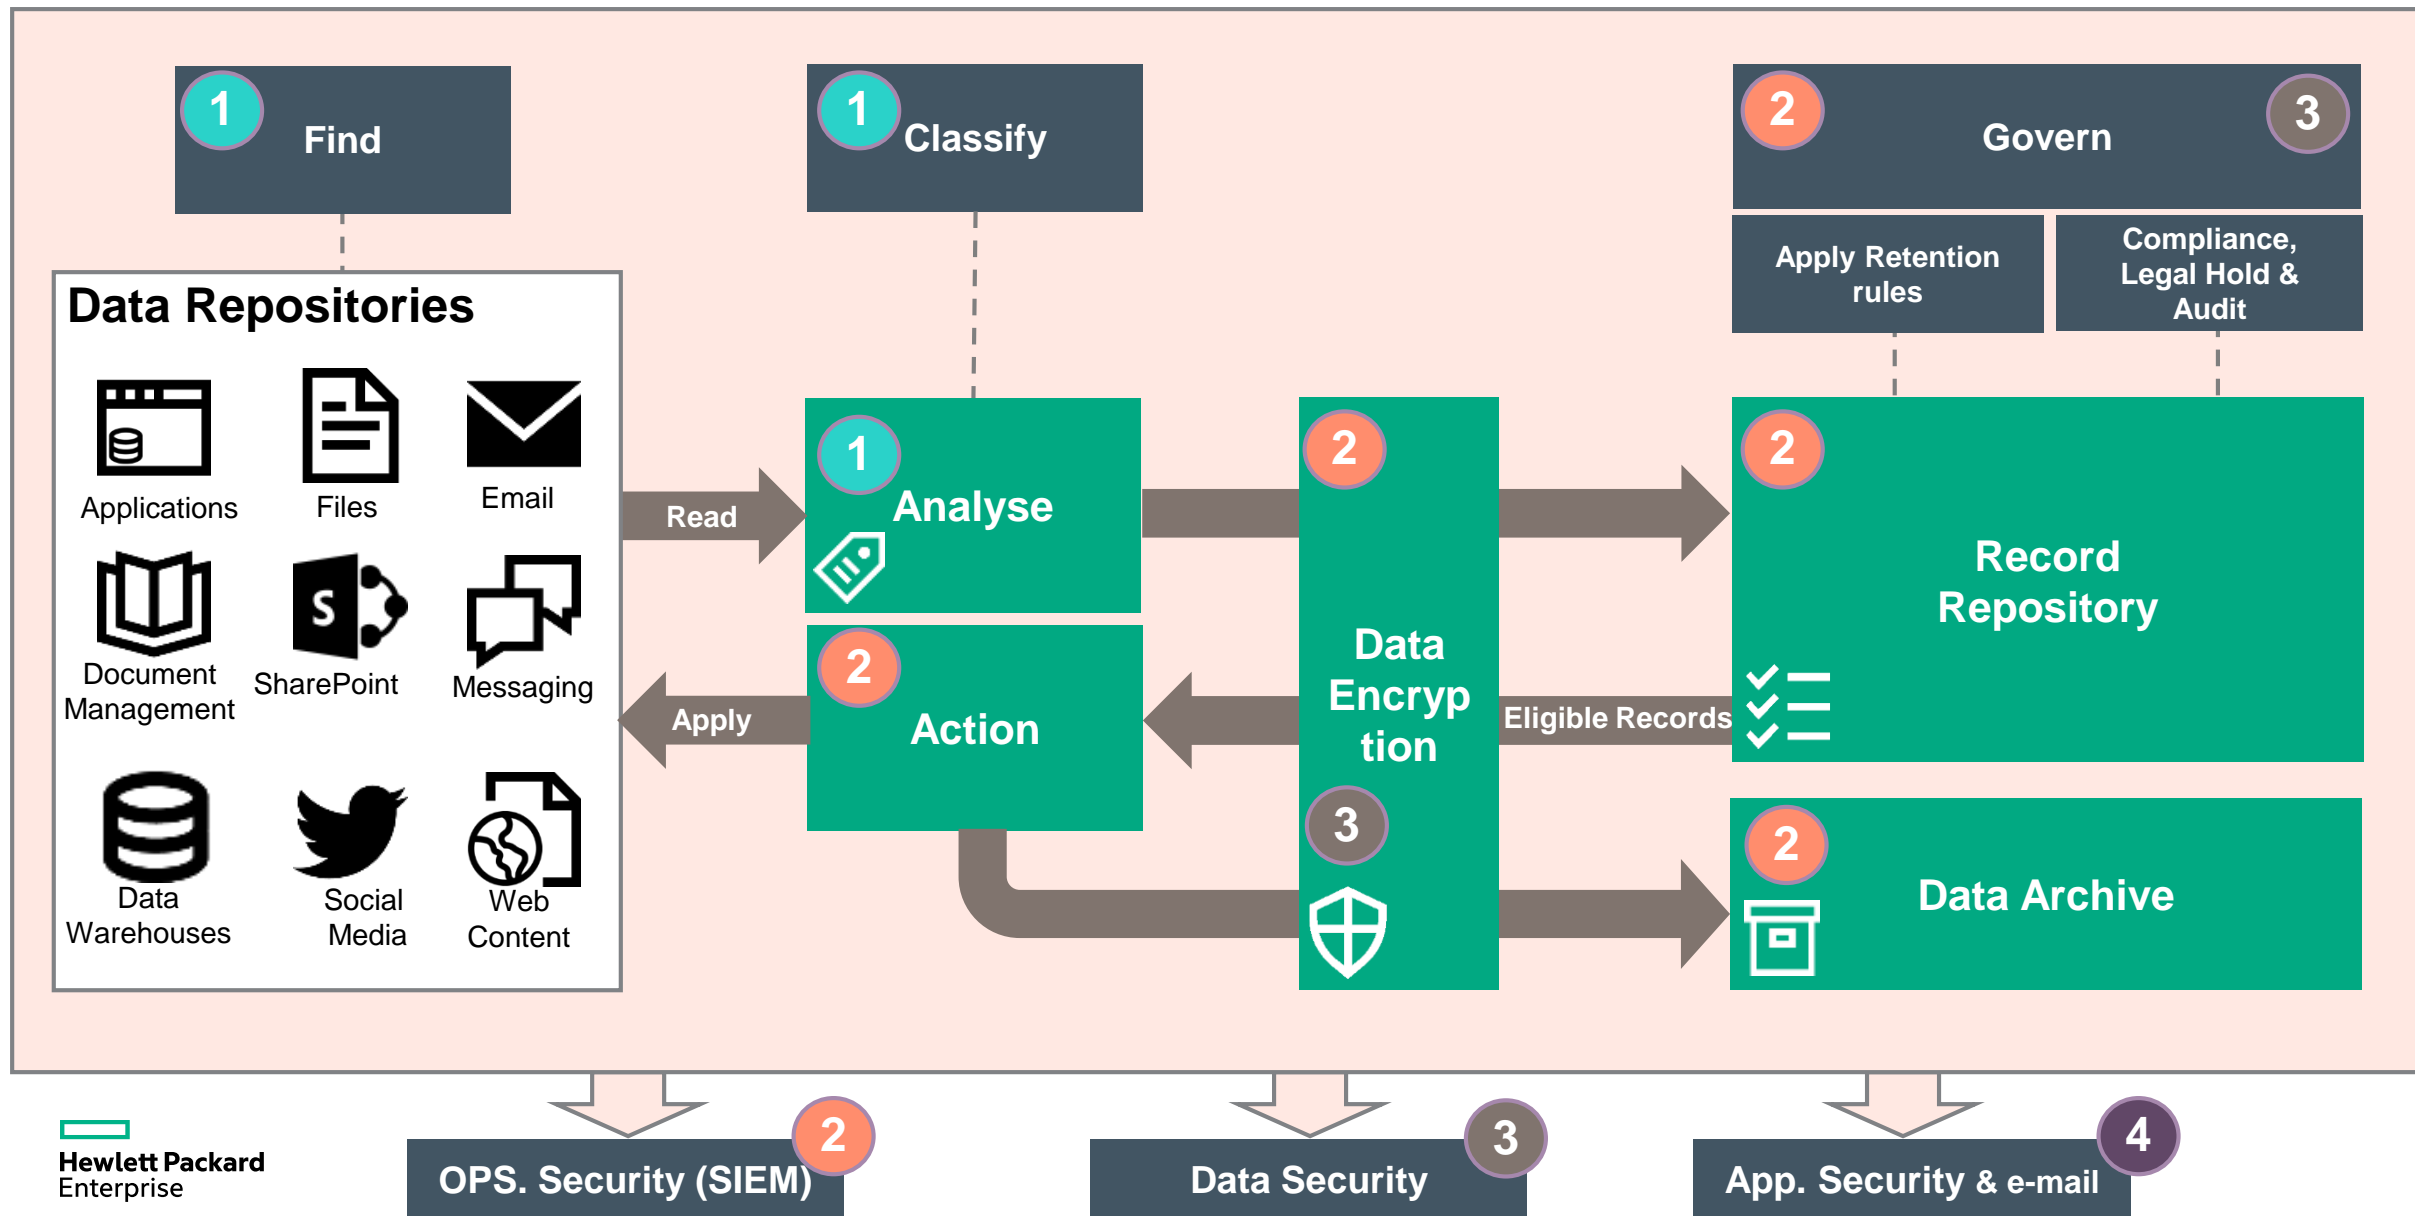 1
Find
1
Classify
2
Govern
3
Apply Retention
rules
Compliance,
Legal Hold &
Audit
Data Repositories
Applications
Files
Email
Document
Management
S
SharePoint
Messaging
Data
Warehouses
Social
Media
Web
Content
Read
Apply
1
Analyse
2
Action
2
Data
Encryp
tion
3
Eligible Records
2
Record
Repository
2
Data Archive
Hewlett Packard
Enterprise
OPS. Security (SIEM)
2
Data Security
3
App. Security & e-mail
4